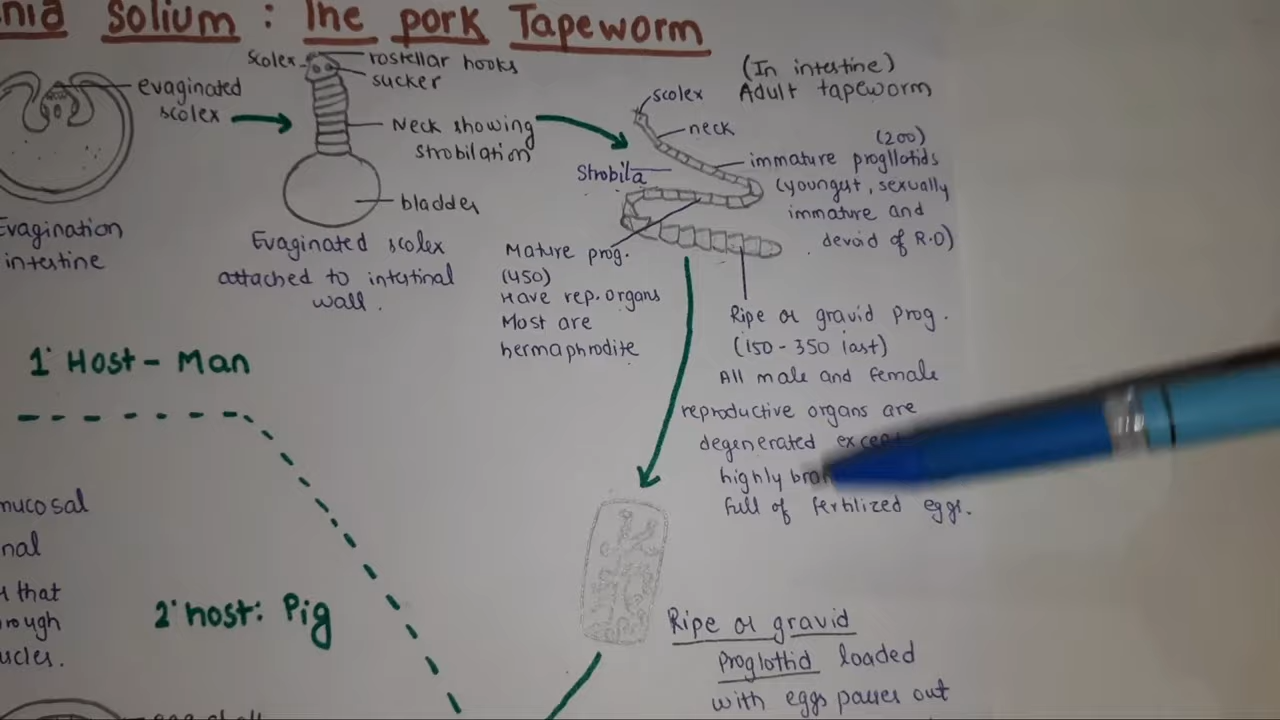 Solium : The pork Tapeworm
scolex
rostellar hooks
sucker
evaginated
scolex
Neck showing
strobilation
bladder
Evagination
intestine
Evaginated scolex
attached to intestinal
wall.
(In intestine)
Adult tapeworm
scolex
neck
Strobila
(200)
immature progllotids
(youngest, sexually
immature and
devoid of R.O)
Mature prog.
(450)
Have rep. organs
Most are
hermaphrodite
Ripe or gravid prog.
(150 - 350 last)
All male and female
reproductive organs are
degenerated
highly
full of fertilized eggs.
1° Host - Man
mucosal
that
2° host: Pig
Ripe or gravid
Proglottid loaded
with eggs passes out